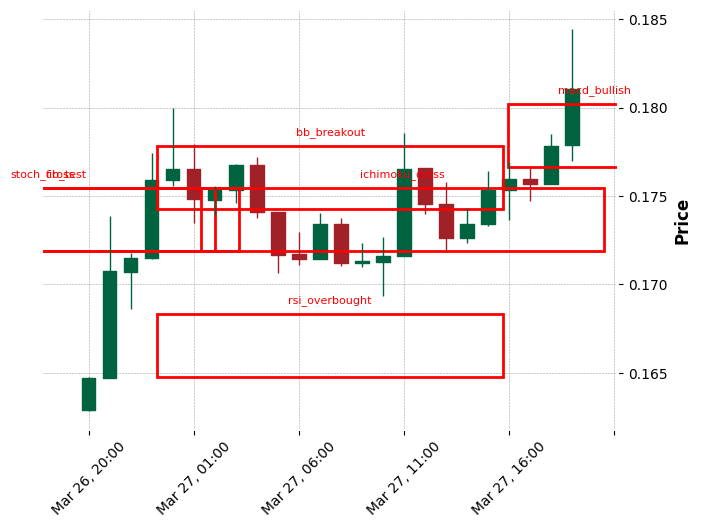 0.185
macd_bullish
0.180
bb_breakout
ichimoku_cross
0.175
Price
0.170
rsi_overbought
0.165
Mar 26, 20:00
Mar 27, 01:00
Mar 27, 06:00
Mar 27, 11:00
Mar 27, 16:00